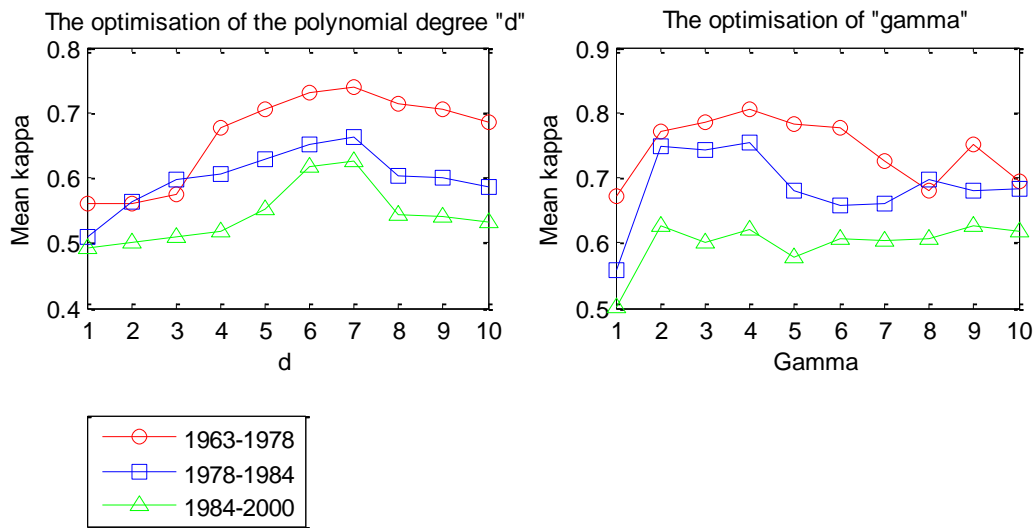 The optimisation of the polynomial degree "d"
0.8
0.7
0.6
0.5
0.4
Mean kappa
1 2 3 4 5 6 7 8 9 10
d
The optimisation of "gamma"
0.9
0.8
0.7
0.6
0.5
Mean kappa
1 2 3 4 5 6 7 8 9 10
Gamma
1963-1978
1978-1984
1984-2000